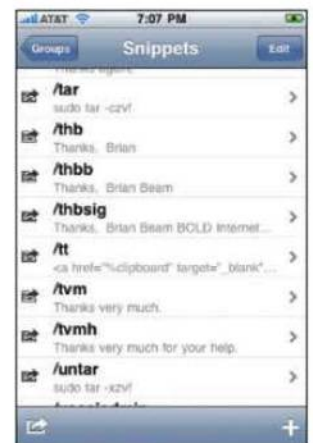 AT&T 7:07 PM
Groups Snippets Edit
Thanks again,
/tar
sudo tar -czvf
/thb
Thanks, Brian
/thbb
Thanks, Brian Beam
/thbsig
Thanks, Brian Beam BOLD Internet...
/tt
<a href="%clipboard" target="_blank"...
/tvm
Thanks very much.
/tvmh
Thanks very much for your help.
/untar
sudo tar -xzvf